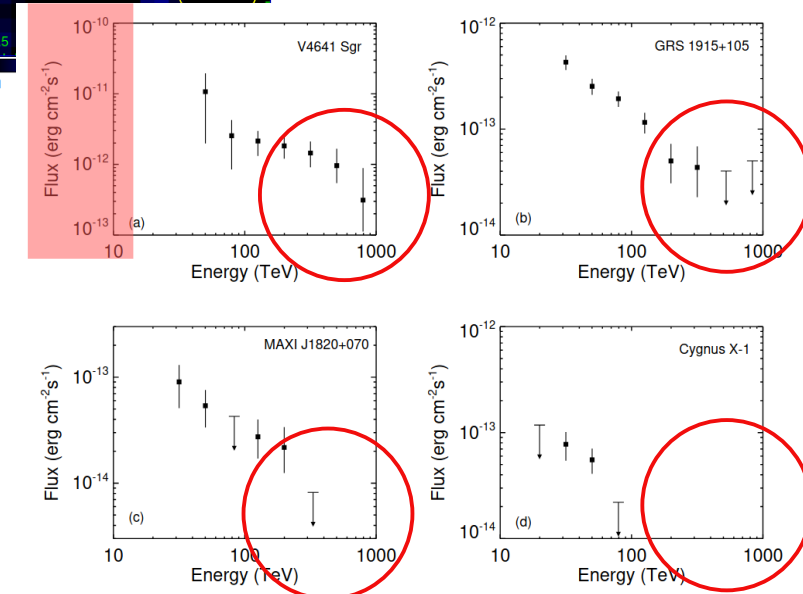 5
10⁻¹⁰
10⁻¹¹
10⁻¹²
10⁻¹³
Flux (erg cm⁻²s⁻¹)
V4641 Sgr
(a)
10 100 1000
Energy (TeV)
10⁻¹²
10⁻¹³
10⁻¹⁴
Flux (erg cm⁻²s⁻¹)
GRS 1915+105
(b)
10 100 1000
Energy (TeV)
10⁻¹³
10⁻¹⁴
Flux (erg cm⁻²s⁻¹)
MAXI J1820+070
(c)
10 100 1000
Energy (TeV)
10⁻¹²
10⁻¹³
10⁻¹⁴
Flux (erg cm⁻²s⁻¹)
Cygnus X-1
(d)
10 100 1000
Energy (TeV)